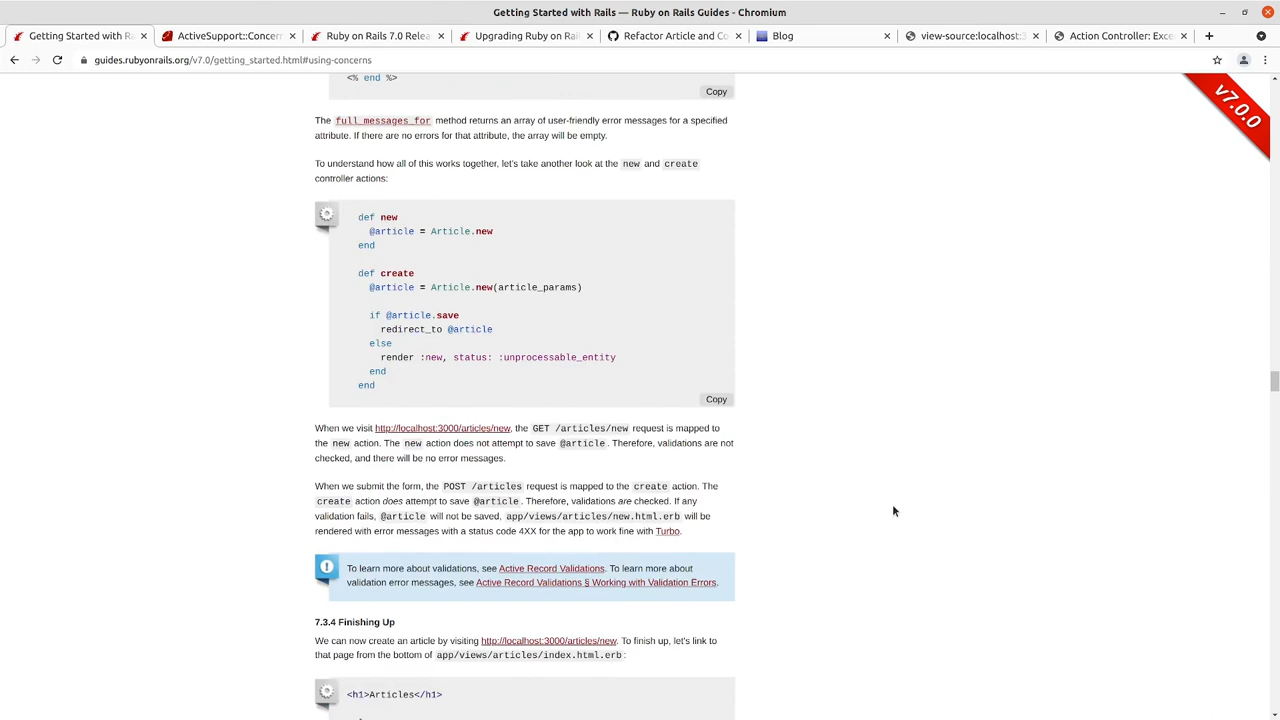 Getting Started with Rails — Ruby on Rails Guides - Chromium
Getting Started with Ra
ActiveSupport::Concern
Ruby on Rails 7.0 Relea
Upgrading Ruby on Rail
Refactor Article and Co
Blog
view-source:localhost:3
Action Controller: Exce
guides.rubyonrails.org/v7.0/getting_started.html#using-concerns
v7.0.0
<% end %>
Copy
The full_messages_for method returns an array of user-friendly error messages for a specified
attribute. If there are no errors for that attribute, the array will be empty.
To understand how all of this works together, let's take another look at the new and create
controller actions:
def new
@article = Article.new
end
def create
@article = Article.new(article_params)
if @article.save
redirect_to @article
else
render :new, status: :unprocessable_entity
end
end
Copy
When we visit http://localhost:3000/articles/new, the GET /articles/new request is mapped to
the new action. The new action does not attempt to save @article. Therefore, validations are not
checked, and there will be no error messages.
When we submit the form, the POST /articles request is mapped to the create action. The
create action does attempt to save @article. Therefore, validations are checked. If any
validation fails, @article will not be saved, app/views/articles/new.html.erb will be
rendered with error messages with a status code 4XX for the app to work fine with Turbo.
To learn more about validations, see Active Record Validations. To learn more about
validation error messages, see Active Record Validations § Working with Validation Errors.
7.3.4 Finishing Up
We can now create an article by visiting http://localhost:3000/articles/new. To finish up, let's link to
that page from the bottom of app/views/articles/index.html.erb:
<h1>Articles</h1>